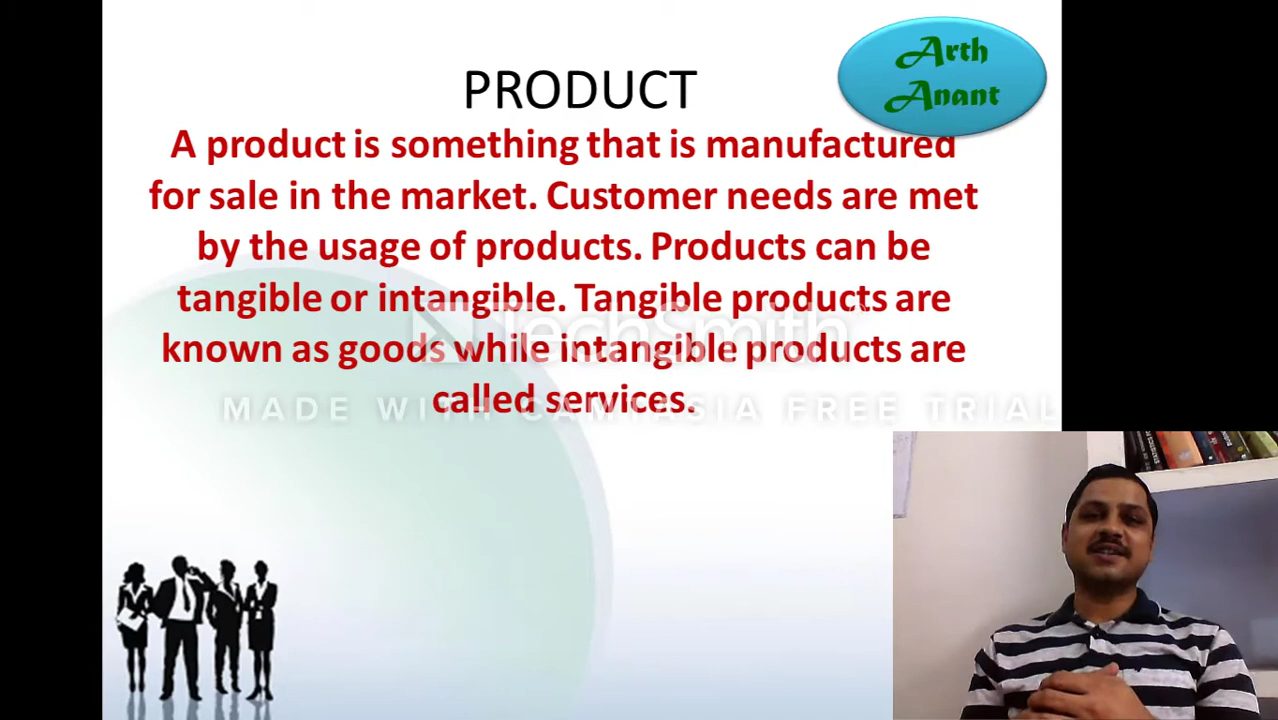 Arth
Anant
PRODUCT
A product is something that is manufactured
for sale in the market. Customer needs are met
by the usage of products. Products can be
tangible or intangible. Tangible products are
known as goods while intangible products are
called services.
TechSmith
MADE WITH CAMTASIA FREE TRIAL